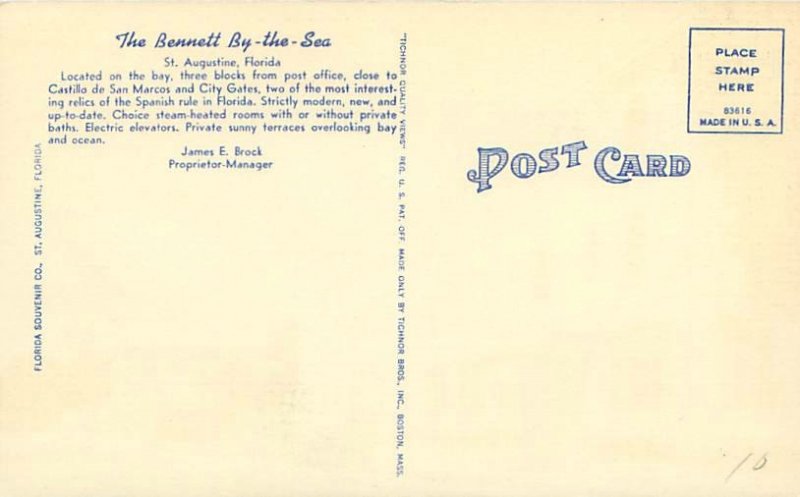 The Bennett By-the-Sea
St. Augustine, Florida
Located on the bay, three blocks from post office, close to
Castillo de San Marcos and City Gates, two of the most interest-
ing relics of the Spanish rule in Florida. Strictly modern, new, and
up-to-date. Choice steam-heated rooms with or without private
baths. Electric elevators. Private sunny terraces overlooking bay
and ocean.
James E. Brock
Proprietor-Manager
FLORIDA SOUVENIR CO., ST. AUGUSTINE, FLORIDA
"TICHNOR QUALITY VIEWS" REG. U. S. PAT. OFF. MADE ONLY BY TICHNOR BROS., INC., BOSTON, MASS.
POST CARD
PLACE
STAMP
HERE
83616
MADE IN U. S. A.
10